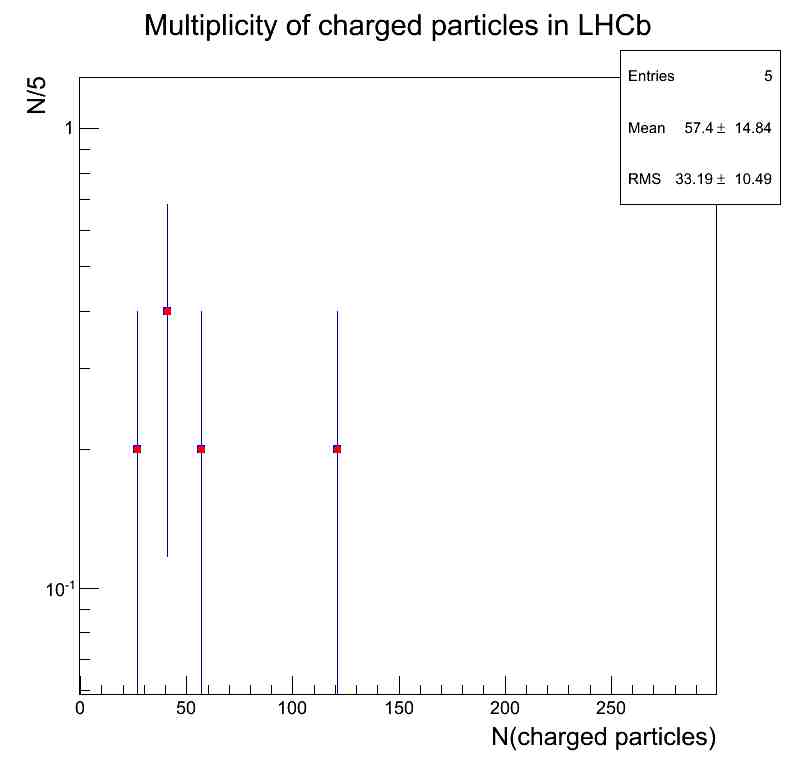 Multiplicity of charged particles in LHCb
Entries 5
Mean 57.4 ± 14.84
RMS 33.19 ± 10.49
N/5
1
10⁻¹
0 50 100 150 200 250
N(charged particles)